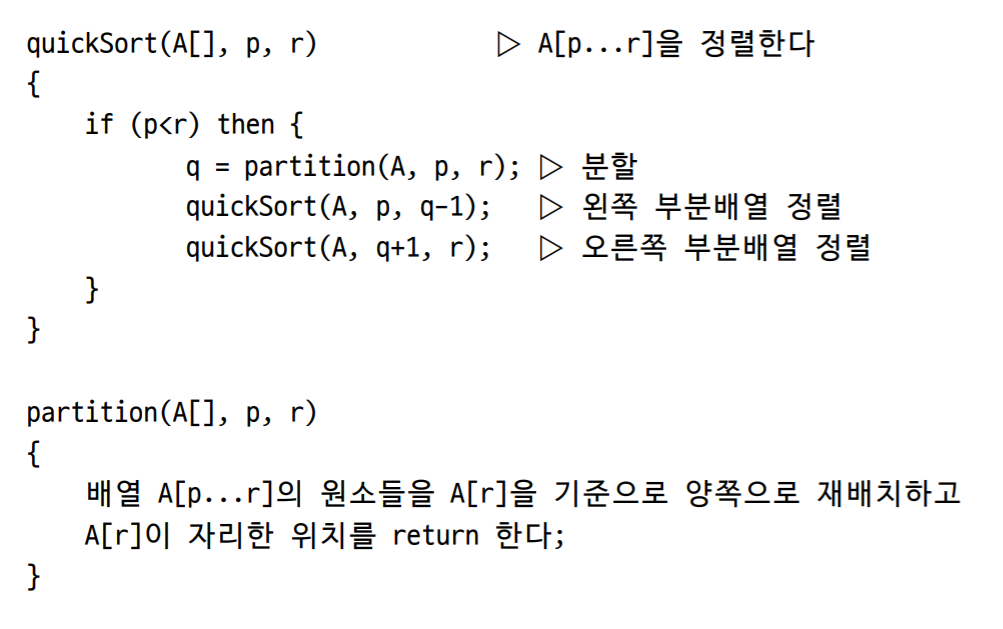 quickSort(A[], p, r) ▷ A[p...r]을 정렬한다
{
if (p<r) then {
q = partition(A, p, r); ▷ 분할
quickSort(A, p, q-1); ▷ 왼쪽 부분배열 정렬
quickSort(A, q+1, r); ▷ 오른쪽 부분배열 정렬
}
}
partition(A[], p, r)
{
배열 A[p...r]의 원소들을 A[r]을 기준으로 양쪽으로 재배치하고
A[r]이 자리한 위치를 return 한다;
}